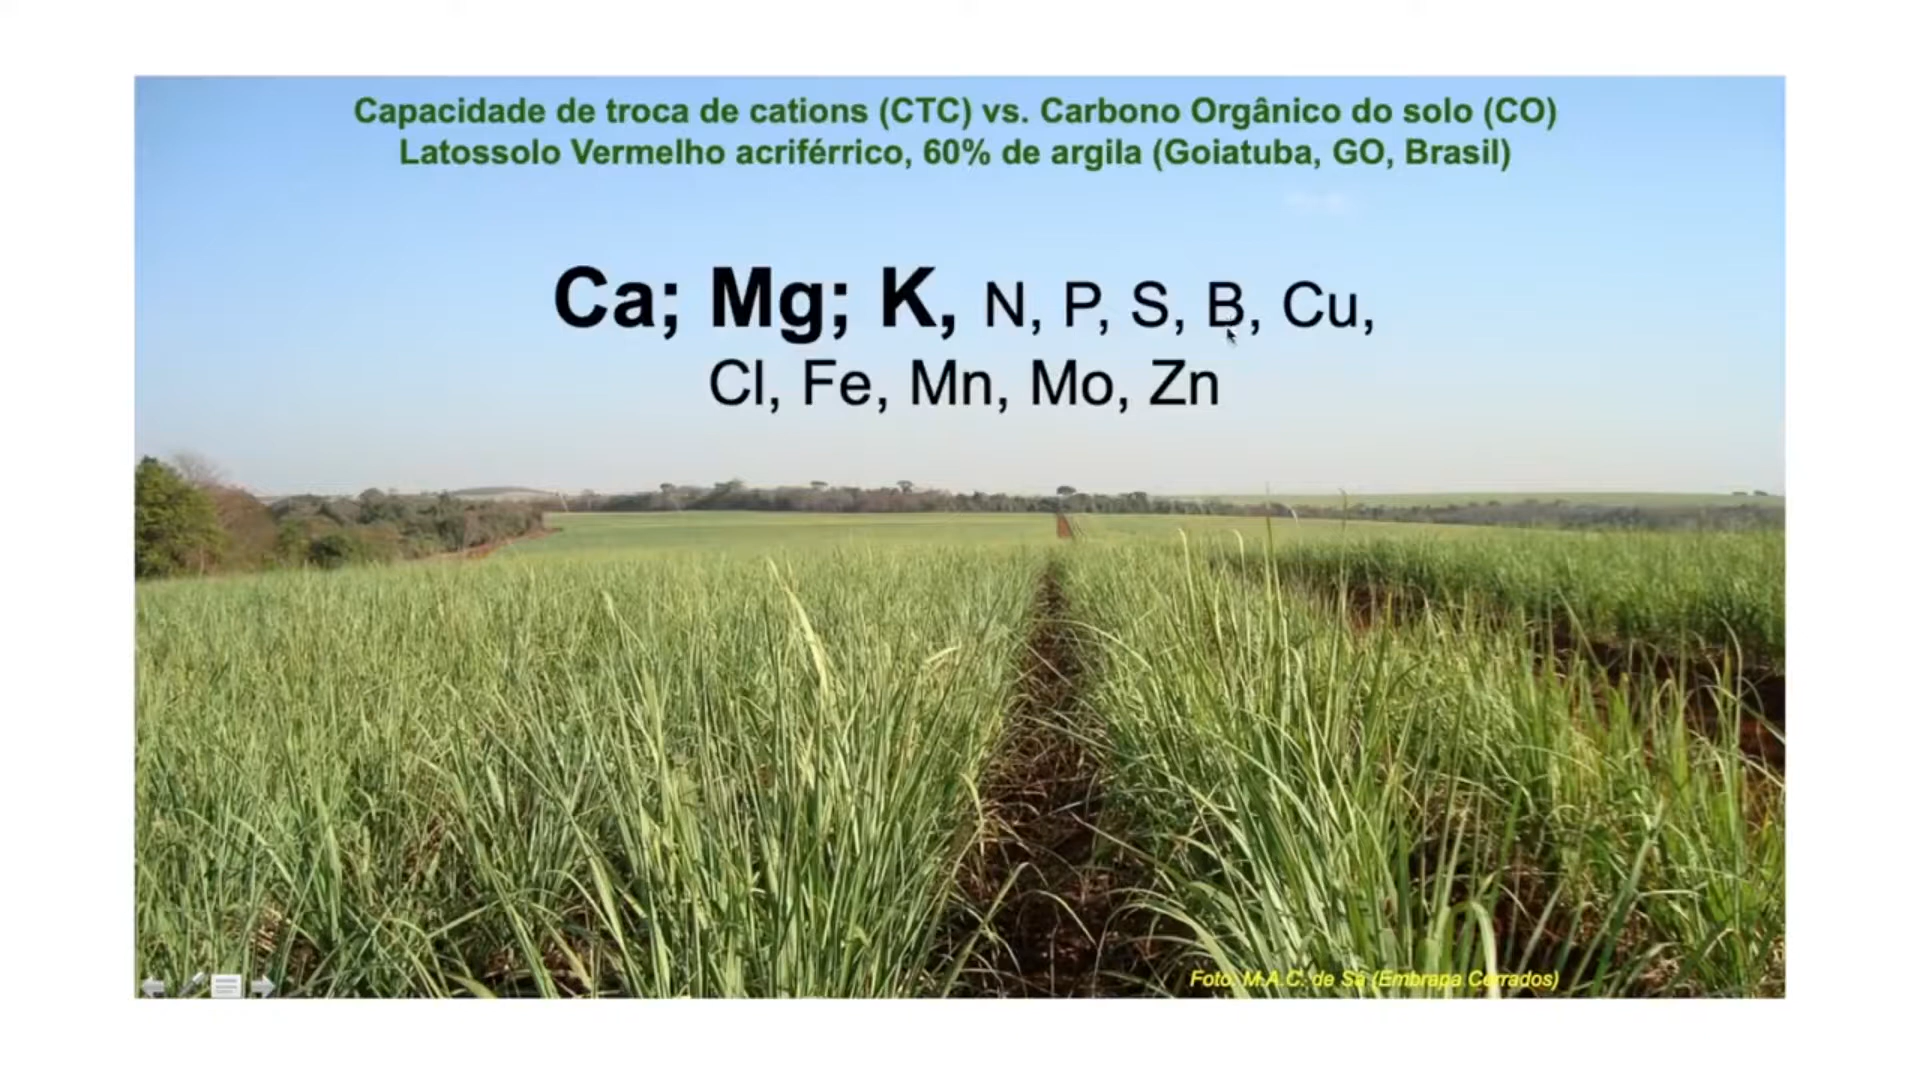 Capacidade de troca de cations (CTC) vs. Carbono Orgânico do solo (CO)
Latossolo Vermelho acriférrico, 60% de argila (Goiatuba, GO, Brasil)
Ca; Mg; K, N, P, S, B, Cu,
Cl, Fe, Mn, Mo, Zn
Foto: M.A.C. de Sá (Embrapa Cerrados)